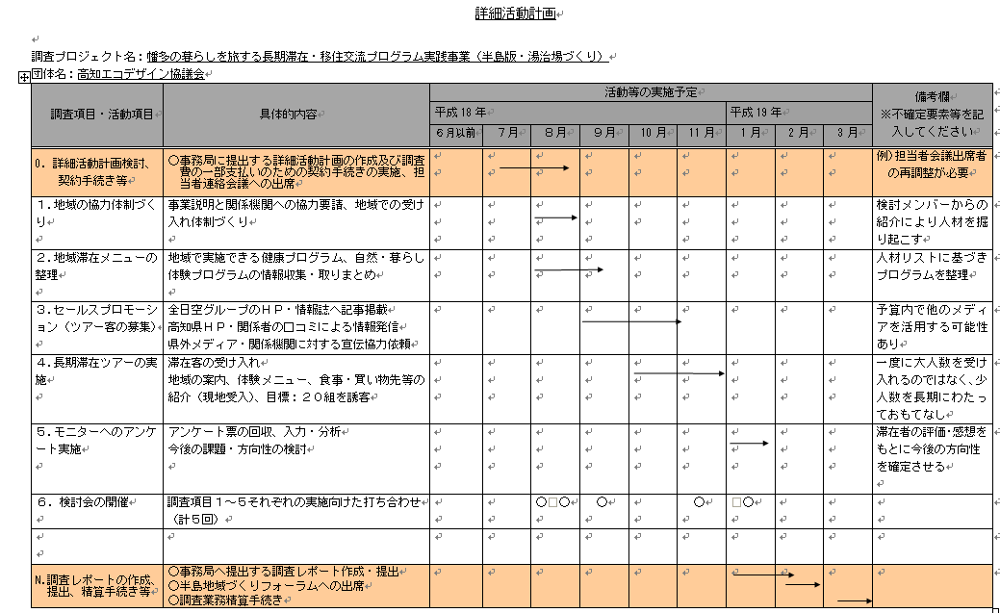 詳細活動計画
調査プロジェクト名：幡多の暮らしを旅する長期滞在・移住交流プログラム実践事業（半島版・湯治場づくり）
団体名：高知エコデザイン協議会
調査項目・活動項目
具体的内容
活動等の実施予定
備考欄
※不確定要素等を記
入してください
平成18年
平成19年
６月以前
７月
８月
９月
10月
11月
１月
２月
３月
0. 詳細活動計画検討、
契約手続き等
○事務局に提出する詳細活動計画の作成及び調査
費の一部支払いのための契約手続きの実施、担
当者連絡会議への出席
例）担当者会議出席者
の再調整が必要
１.地域の協力体制づく
り
事業説明と関係機関への協力要請、地域での受け
入れ体制づくり
検討メンバーからの
紹介により人材を掘
り起こす
２.地域滞在メニューの
整理
地域で実施できる健康プログラム、自然・暮らし
体験プログラムの情報収集・取りまとめ
人材リストに基づき
プログラムを整理
３.セールスプロモーシ
ョン（ツアー客の募集）
全日空グループのＨＰ・情報誌へ記事掲載
高知県ＨＰ・関係者の口コミによる情報発信
県外メディア・関係機関に対する宣伝協力依頼
予算内で他のメディ
アを活用する可能性
あり
４.長期滞在ツアーの実
施
滞在客の受け入れ
地域の案内、体験メニュー、食事・買い物先等の
紹介（現地受入）、目標：２０組を誘客
一度に大人数を受け
入れるのではなく、少
人数を長期にわたっ
ておもてなし
５．モニターへのアンケ
ート実施
アンケート票の回収、入力・分析
今後の課題・方向性の検討
滞在者の評価・感想を
もとに今後の方向性
を確定させる
６．検討会の開催
調査項目１～５それぞれの実施向けた打ち合わせ
（計５回）
○□○
○
○
□○
N.調査レポートの作成、
提出、積算手続き等
○事務局へ提出する調査レポート作成・提出
○半島地域づくりフォーラムへの出席
○調査業務精算手続き